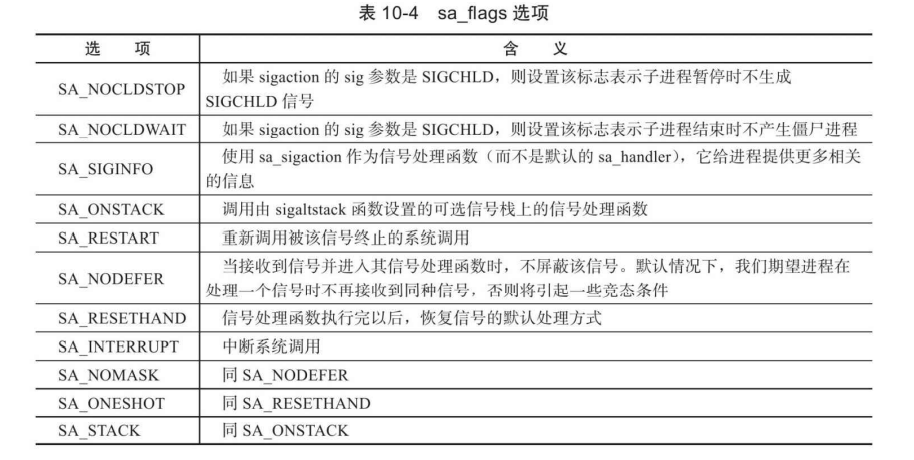 表 10-4 sa_flags 选项
选 项 含 义
SA_NOCLDSTOP 如果 sigaction 的 sig 参数是 SIGCHLD，则设置该标志表示子进程暂停时不生成
SIGCHLD 信号
SA_NOCLDWAIT 如果 sigaction 的 sig 参数是 SIGCHLD，则设置该标志表示子进程结束时不产生僵尸进程
SA_SIGINFO 使用 sa_sigaction 作为信号处理函数（而不是默认的 sa_handler），它给进程提供更多相关
的信息
SA_ONSTACK 调用由 sigaltstack 函数设置的可选信号栈上的信号处理函数
SA_RESTART 重新调用被该信号终止的系统调用
SA_NODEFER 当接收到信号并进入其信号处理函数时，不屏蔽该信号。默认情况下，我们期望进程在
处理一个信号时不再接收到同种信号，否则将引起一些竞态条件
SA_RESETHAND 信号处理函数执行完以后，恢复信号的默认处理方式
SA_INTERRUPT 中断系统调用
SA_NOMASK 同 SA_NODEFER
SA_ONESHOT 同 SA_RESETHAND
SA_STACK 同 SA_ONSTACK